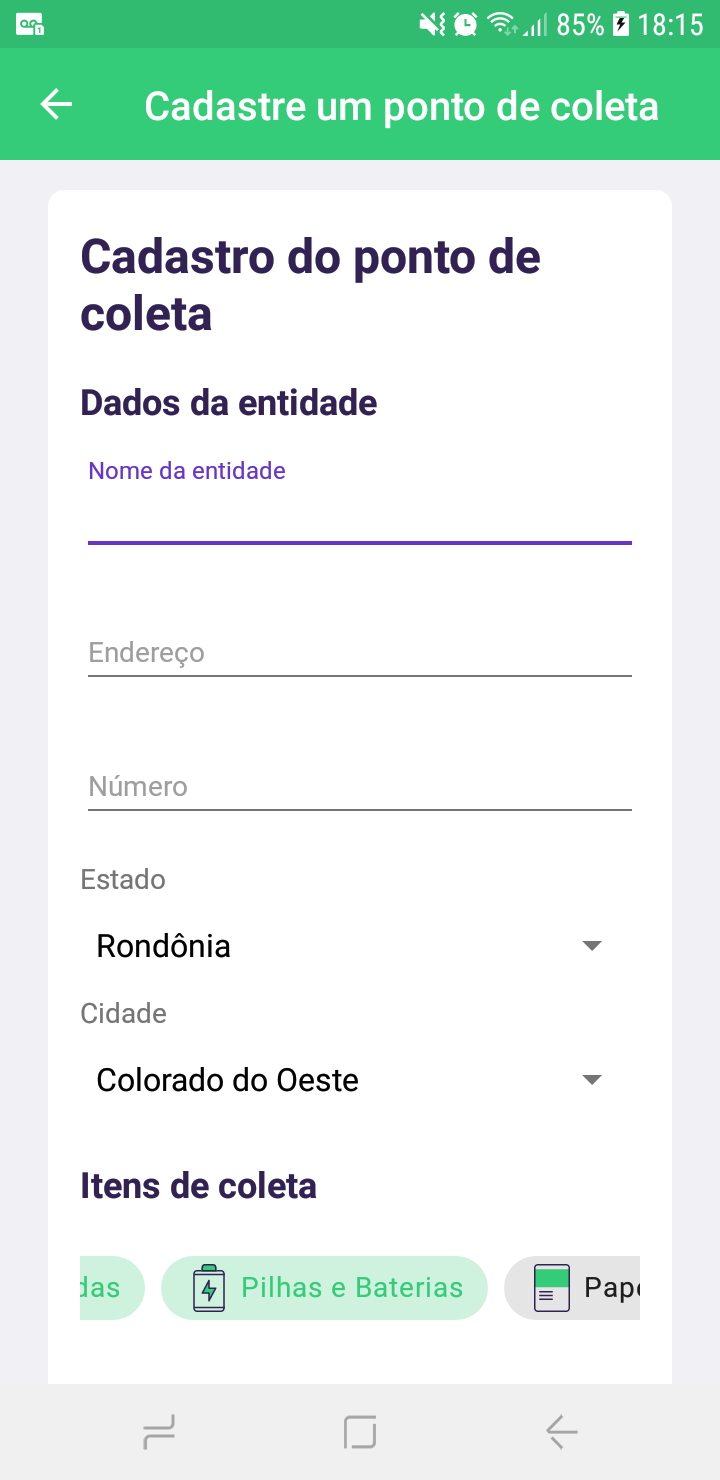 85% 18:15
Cadastre um ponto de coleta
Cadastro do ponto de
coleta
Dados da entidade
Nome da entidade
Endereço
Número
Estado
Rondônia
Cidade
Colorado do Oeste
Itens de coleta
das Pilhas e Baterias